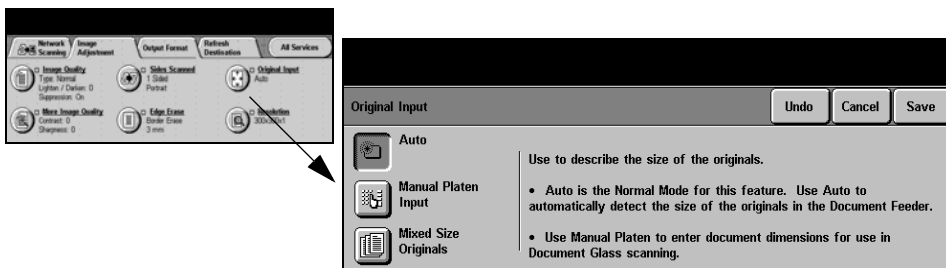 Network Scanning
Image Adjustment
Output Format
Refresh Destination
All Services
Image Quality
Type: Normal
Lighten / Darken: 0
Suppression: On
Sides Scanned
1 Sided
Portrait
Original Input
Auto
More Image Quality
Contrast: 0
Sharpness: 0
Edge Erase
Border Erase
3 mm
Resolution
300x300x1
Original Input
Undo
Cancel
Save
Auto
Manual Platen
Input
Mixed Size
Originals
Use to describe the size of the originals.
• Auto is the Normal Mode for this feature. Use Auto to
automatically detect the size of the originals in the Document Feeder.
• Use Manual Platen to enter document dimensions for use in
Document Glass scanning.